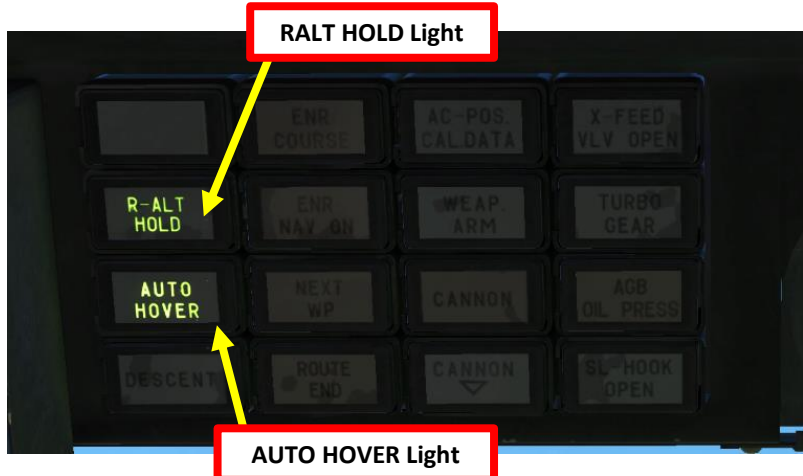 RALT HOLD Light
ENR
COURSE
AC-POS.
CAL.DATA
X-FEED
VLV OPEN
R-ALT
HOLD
ENR
NAV ON
WEAP.
ARM
TURBO
GEAR
AUTO
HOVER
NEXT
WP
CANNON
AGB
OIL PRESS
DESCENT
ROUTE
END
CANNON
SL-HOOK
OPEN
AUTO HOVER Light